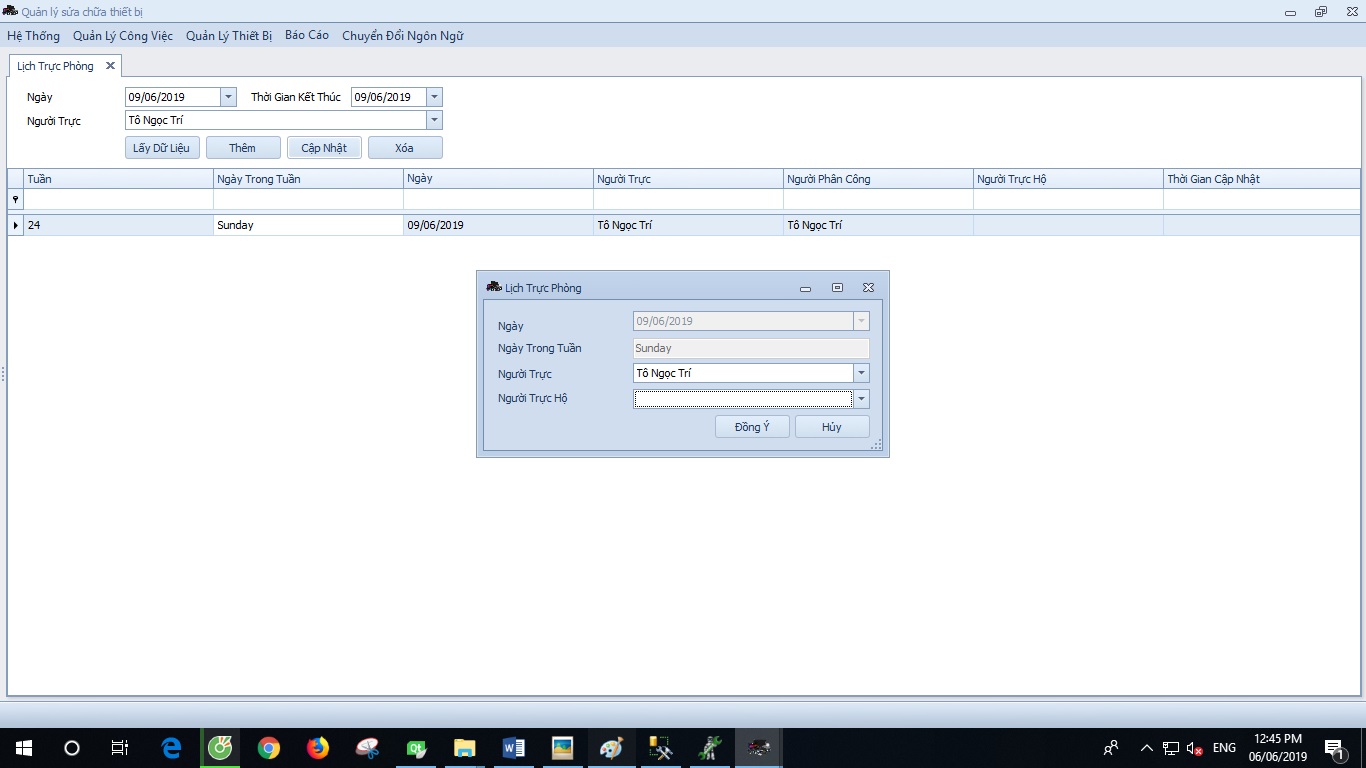 Quản lý sửa chữa thiết bị
Hệ Thống Quản Lý Công Việc Quản Lý Thiết Bị Báo Cáo Chuyển Đổi Ngôn Ngữ
Lịch Trực Phòng
Ngày 09/06/2019 Thời Gian Kết Thúc 09/06/2019
Người Trực Tô Ngọc Trí
Lấy Dữ Liệu Thêm Cập Nhật Xóa
Tuần Ngày Trong Tuần Ngày Người Trực Người Phân Công Người Trực Hộ Thời Gian Cập Nhật
24 Sunday 09/06/2019 Tô Ngọc Trí Tô Ngọc Trí
Lịch Trực Phòng
Ngày 09/06/2019
Ngày Trong Tuần Sunday
Người Trực Tô Ngọc Trí
Người Trực Hộ
Đồng Ý Hủy
ENG 12:45 PM
06/06/2019 1